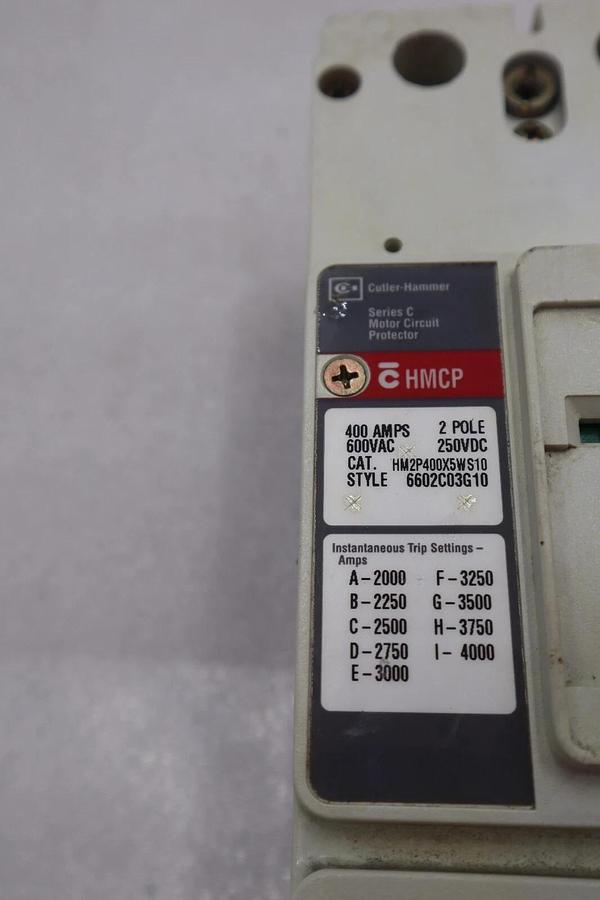 Cutler-Hammer
Series C
Motor Circuit
Protector
HMCP
400 AMPS 2 POLE
600VAC 250VDC
CAT. HM2P400X5WS10
STYLE 6602C03G10
Instantaneous Trip Settings –
Amps
A – 2000 F – 3250
B – 2250 G – 3500
C – 2500 H – 3750
D – 2750 I – 4000
E – 3000